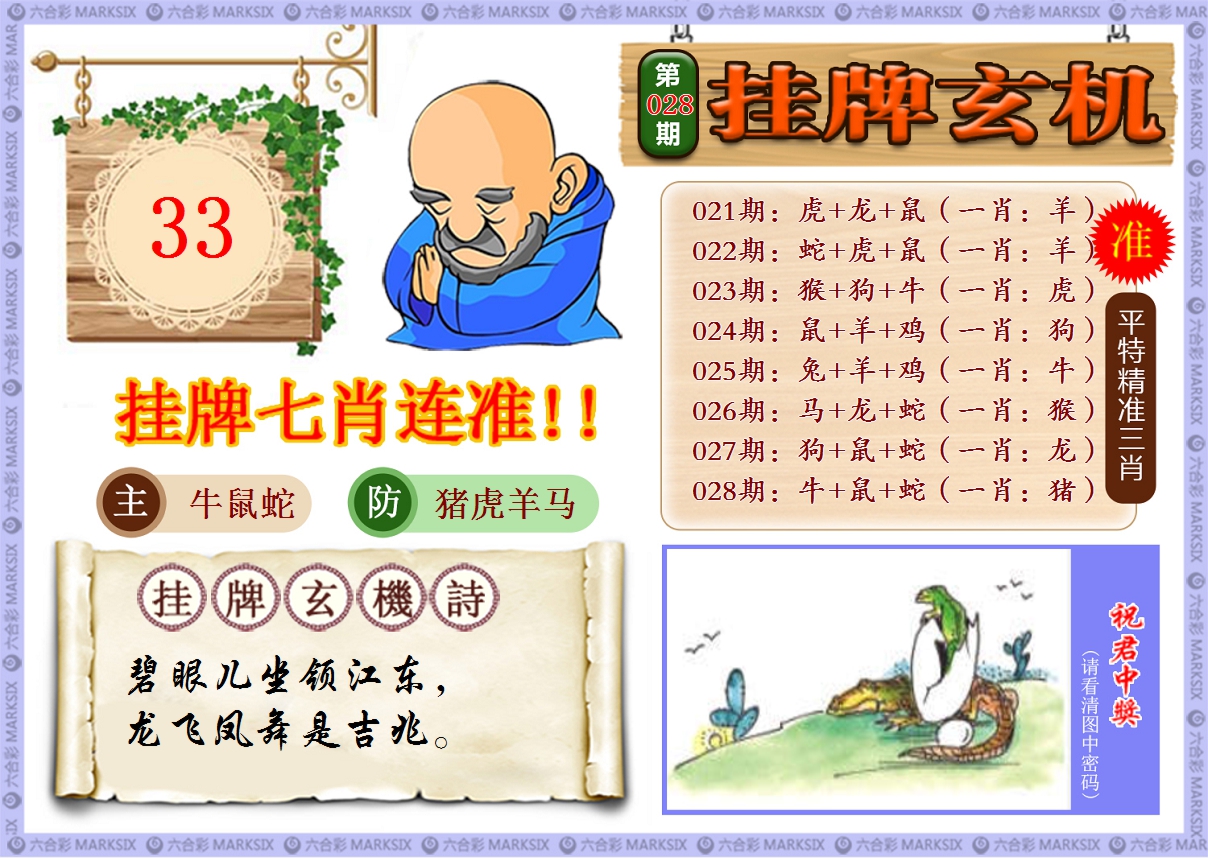 六合彩 MARKSIX
第
028
期
挂牌玄机
33
021期：虎+龙+鼠（一肖：羊）
022期：蛇+虎+鼠（一肖：羊）
023期：猴+狗+牛（一肖：虎）
024期：鼠+羊+鸡（一肖：狗）
025期：兔+羊+鸡（一肖：牛）
026期：马+龙+蛇（一肖：猴）
027期：狗+鼠+蛇（一肖：龙）
028期：牛+鼠+蛇（一肖：猪）
准
平特精准三肖
挂牌七肖连准!!
主 牛鼠蛇
防 猪虎羊马
挂牌玄機詩
碧眼儿坐领江东，
龙飞凤舞是吉兆。
祝君中奖
（请看清图中密码）